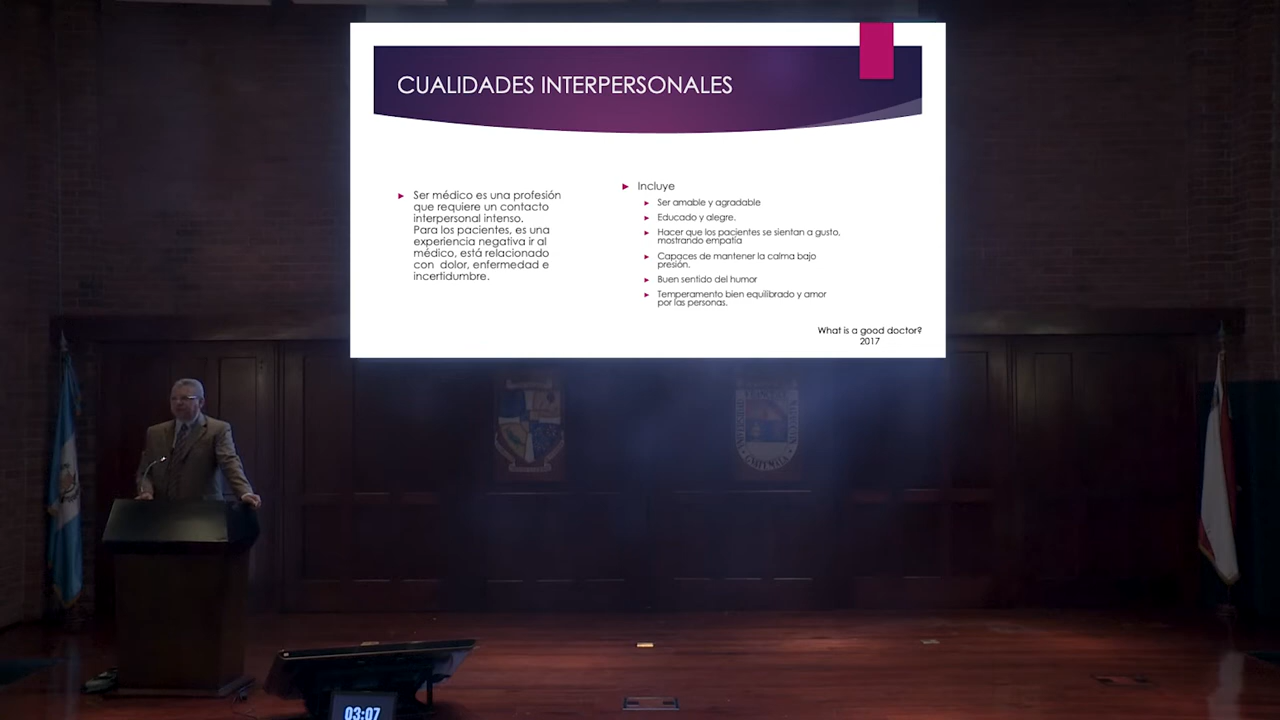 CUALIDADES INTERPERSONALES
Ser médico es una profesión
que requiere un contacto
interpersonal intenso.
Para los pacientes, es una
experiencia negativa ir al
médico, está relacionado
con dolor, enfermedad e
incertidumbre.
Incluye
Ser amable y agradable
Educado y alegre.
Hacer que los pacientes se sientan a gusto,
mostrando empatía
Capaces de mantener la calma bajo
presión.
Buen sentido del humor
Temperamento bien equilibrado y amor
por las personas.
What is a good doctor?
2017
03:07